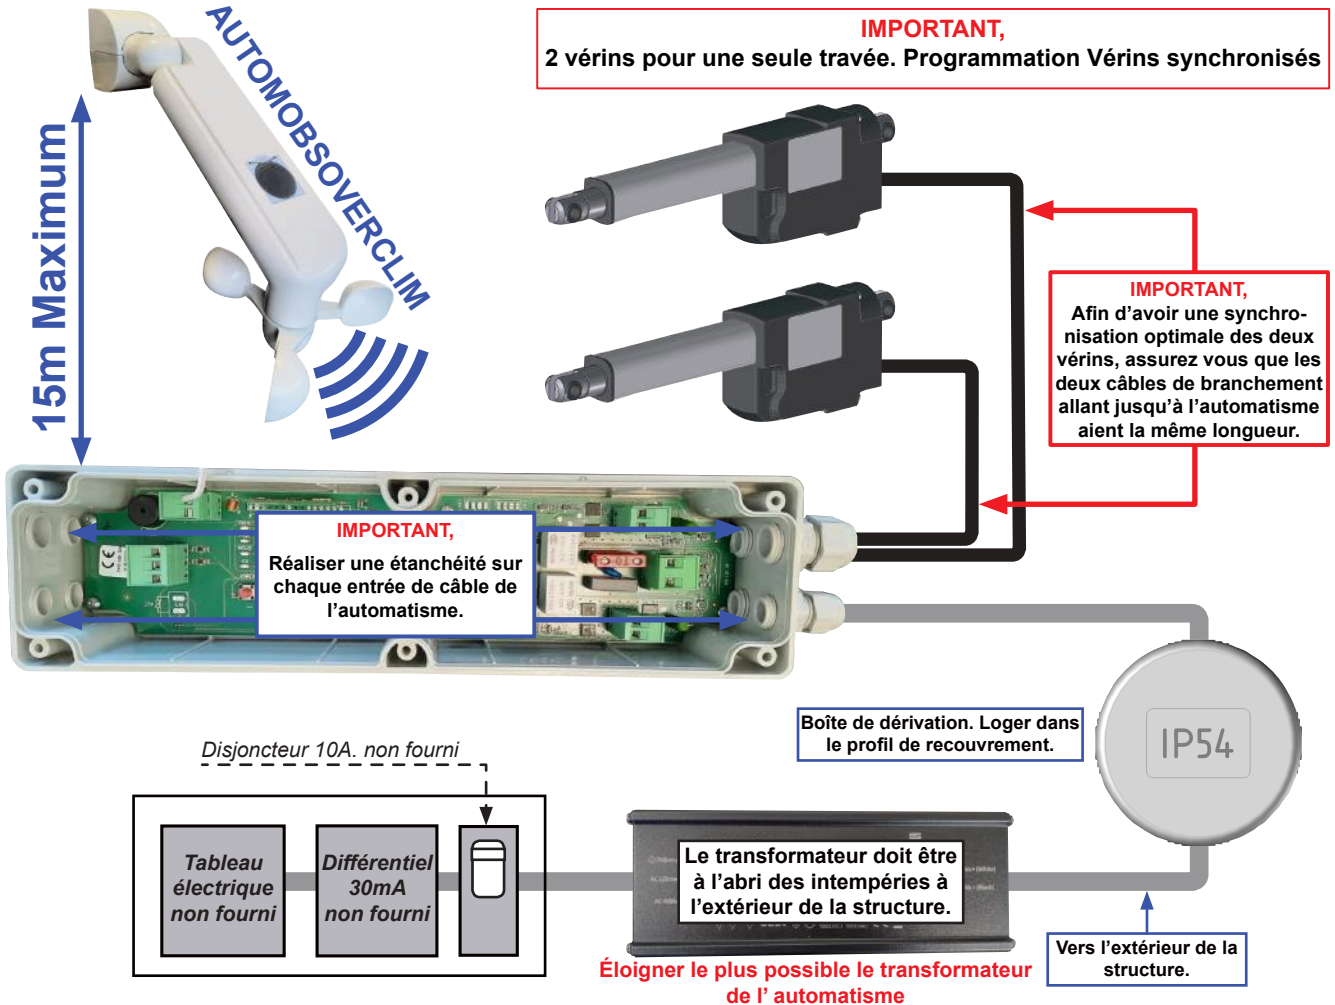 IMPORTANT,
2 vérins pour une seule travée. Programmation Vérins synchronisés
AUTOMOBSOVERCLIM
15m Maximum
IMPORTANT,
Afin d’avoir une synchro-
nisation optimale des deux
vérins, assurez vous que les
deux câbles de branchement
allant jusqu’à l’automatisme
aient la même longueur.
IMPORTANT,
Réaliser une étanchéité sur
chaque entrée de câble de
l’automatisme.
Boîte de dérivation. Loger dans
le profil de recouvrement.
IP54
Disjoncteur 10A. non fourni
Tableau
électrique
non fourni
Différentiel
30mA
non fourni
Le transformateur doit être
à l’abri des intempéries à
l’extérieur de la structure.
Éloigner le plus possible le transformateur
de l’ automatisme
Vers l’extérieur de la
structure.